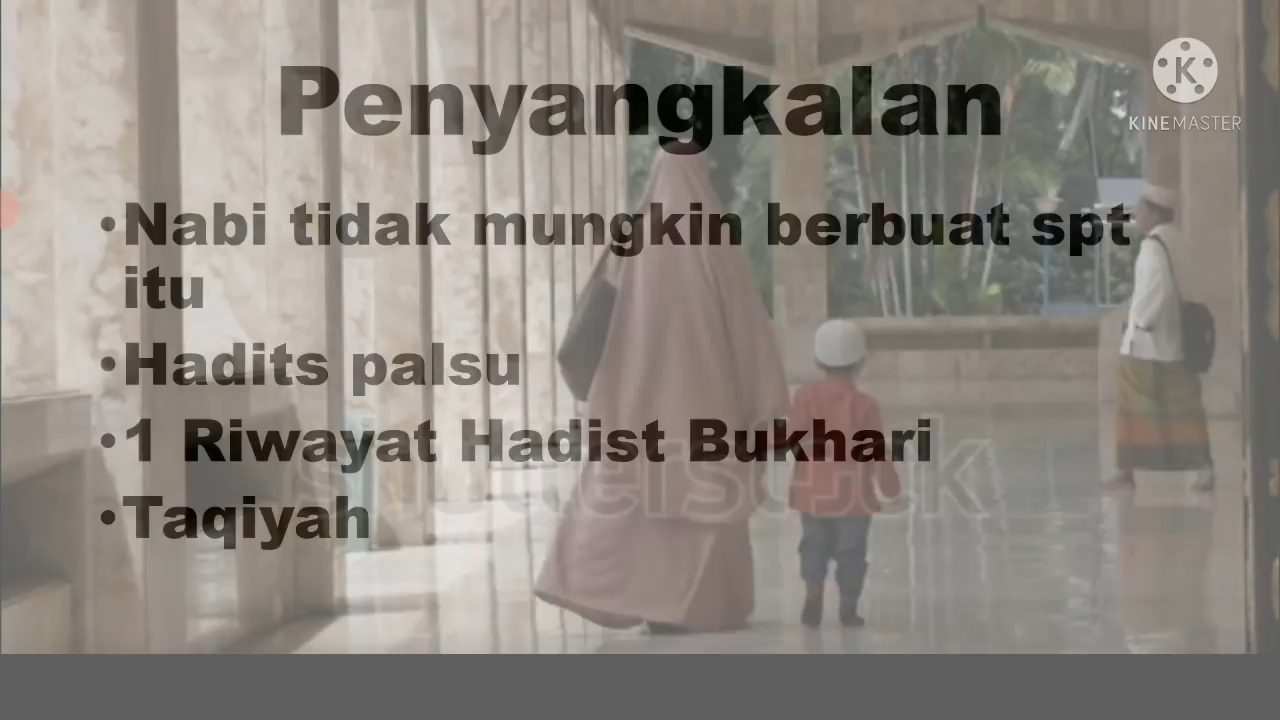 Penyangkalan
KINEMASTER
•Nabi tidak mungkin berbuat spt
itu
•Hadits palsu
•1 Riwayat Hadist Bukhari
•Taqiyah